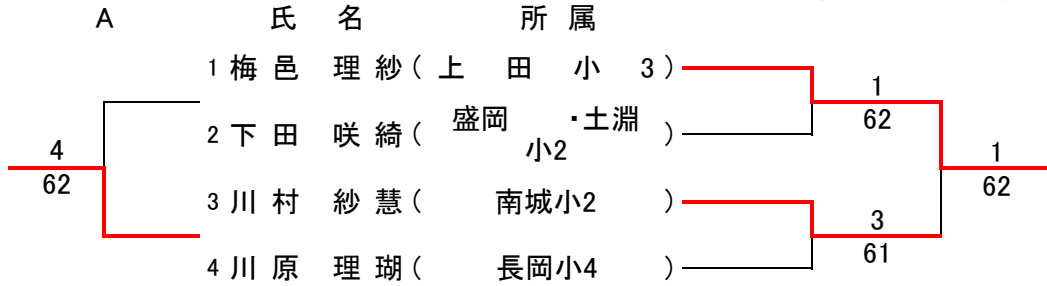 A 氏 名 所 属
1 梅 邑 理 紗 ( 上 田 小 3 )
1
62
2 下 田 咲 綺 ( 盛岡 ・土淵
小2 )
4
62
1
62
3 川 村 紗 慧 ( 南城小2 )
3
61
4 川 原 理 瑚 ( 長岡小4 )